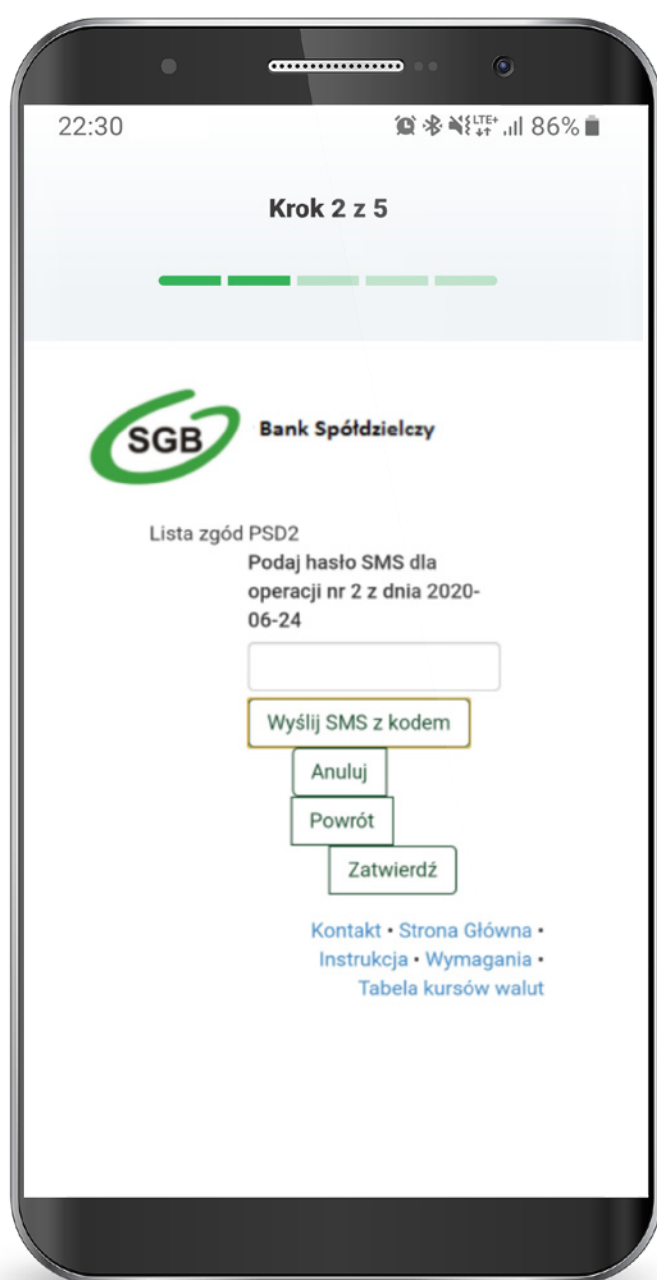 22:30 LTE+ 86%
Krok 2 z 5
SGB Bank Spółdzielczy
Lista zgód PSD2
Podaj hasło SMS dla
operacji nr 2 z dnia 2020-
06-24
Wyślij SMS z kodem
Anuluj
Powrót
Zatwierdź
Kontakt • Strona Główna •
Instrukcja • Wymagania •
Tabela kursów walut